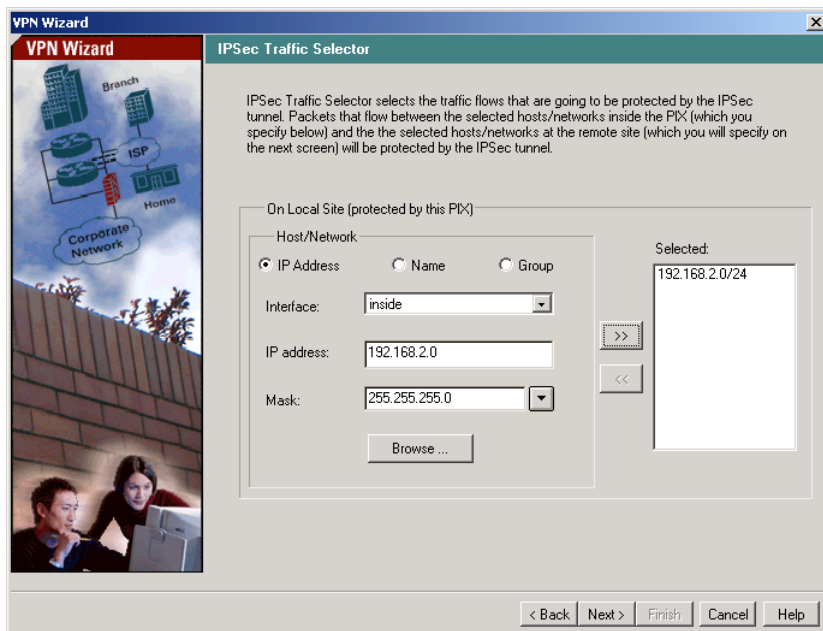 VPN Wizard
VPN Wizard
Branch
ISP
Home
Corporate
Network
IPSec Traffic Selector
IPSec Traffic Selector selects the traffic flows that are going to be protected by the IPSec
tunnel. Packets that flow between the selected hosts/networks inside the PIX (which you
specify below) and the the selected hosts/networks at the remote site (which you will specify on
the next screen) will be protected by the IPSec tunnel.
On Local Site (protected by this PIX)
Host/Network
IP Address
Name
Group
Interface:
inside
IP address:
192.168.2.0
Mask:
255.255.255.0
Browse ...
>>
<<
Selected:
192.168.2.0/24
< Back
Next >
Finish
Cancel
Help